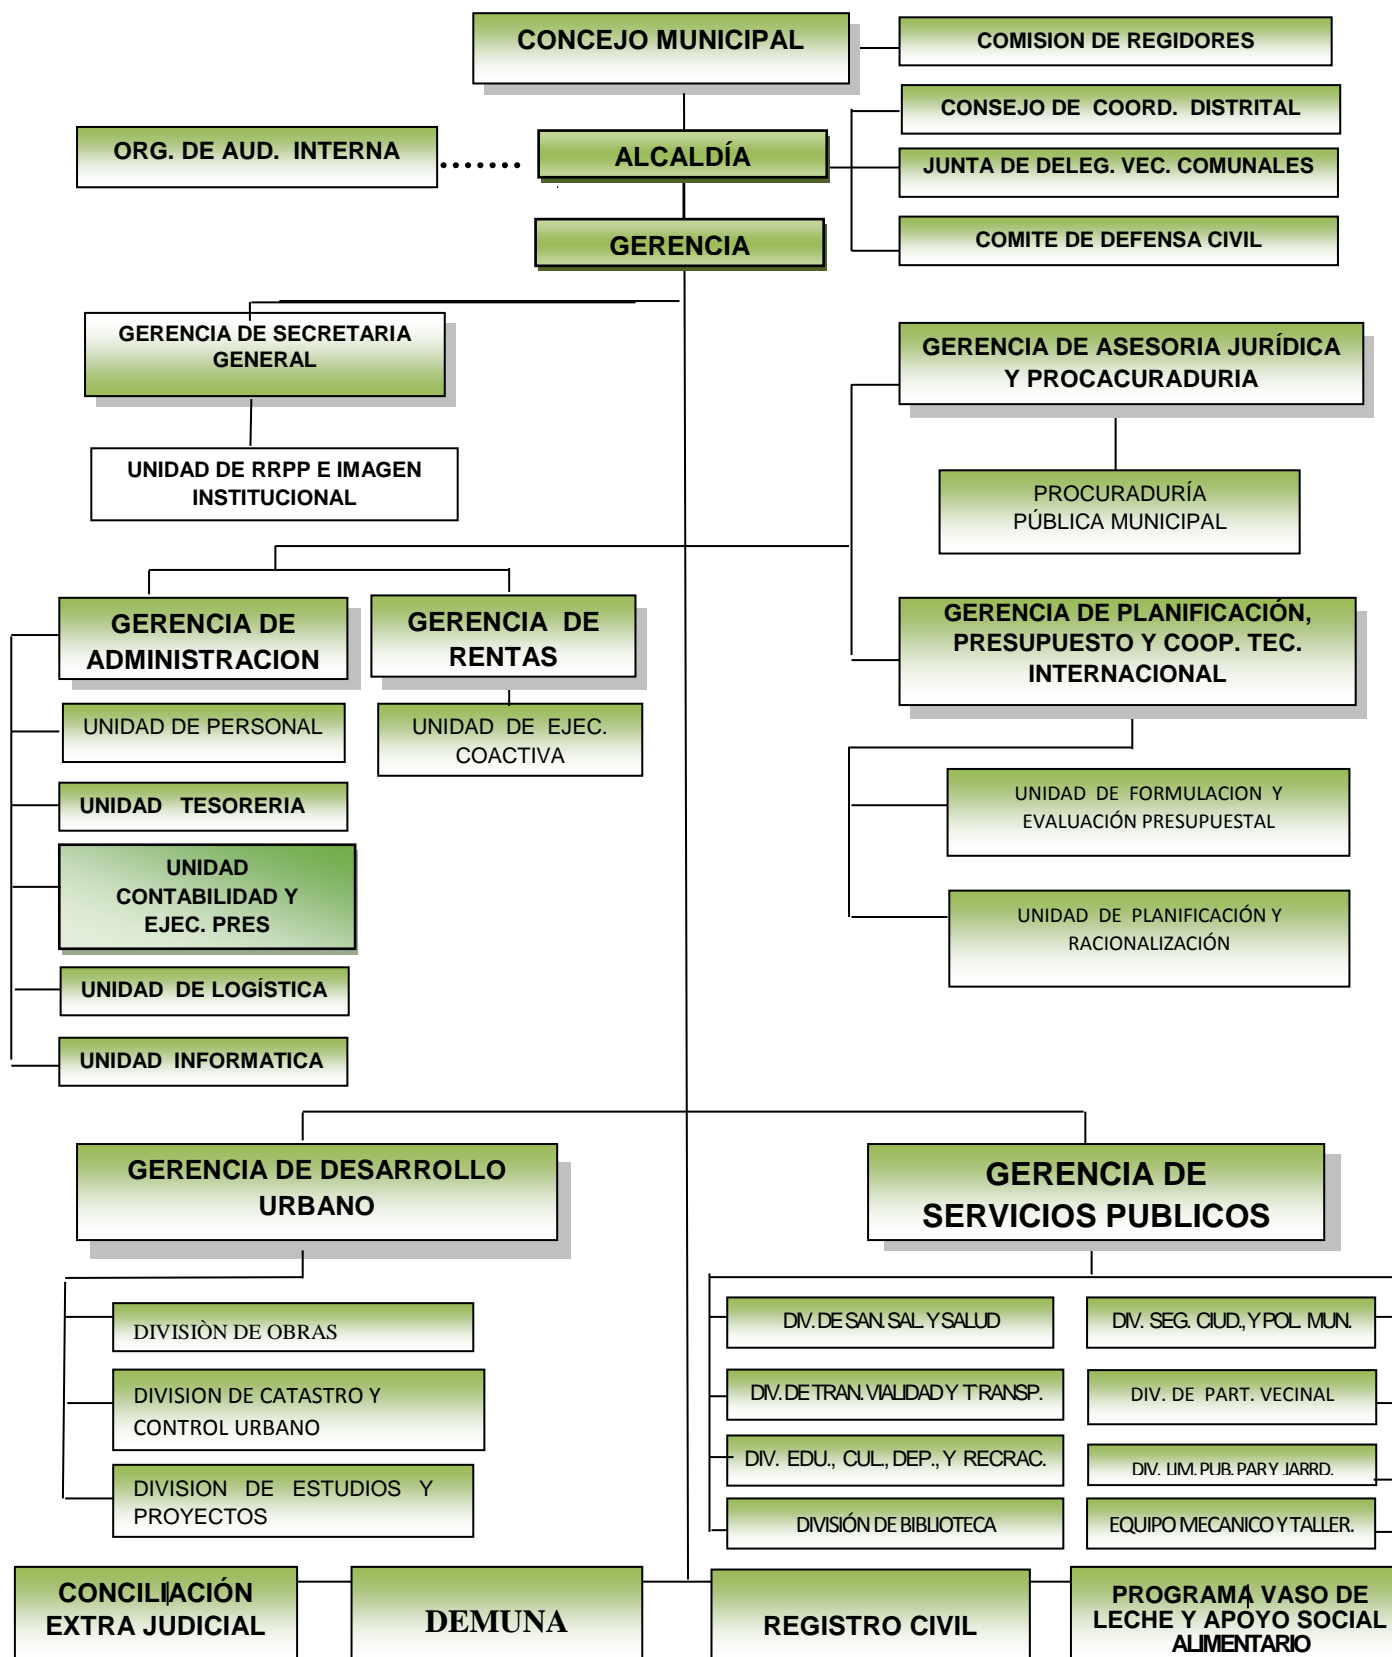 CONCEJO MUNICIPAL
COMISION DE REGIDORES
CONSEJO DE COORD. DISTRITAL
ORG. DE AUD. INTERNA
ALCALDÍA
JUNTA DE DELEG. VEC. COMUNALES
GERENCIA
COMITE DE DEFENSA CIVIL
GERENCIA DE SECRETARIA
GENERAL
GERENCIA DE ASESORIA JURÍDICA
Y PROCACURADURIA
UNIDAD DE RRPP E IMAGEN
INSTITUCIONAL
PROCURADURÍA
PÚBLICA MUNICIPAL
GERENCIA DE
ADMINISTRACION
GERENCIA DE
RENTAS
GERENCIA DE PLANIFICACIÓN,
PRESUPUESTO Y COOP. TEC.
INTERNACIONAL
UNIDAD DE PERSONAL
UNIDAD DE EJEC.
COACTIVA
UNIDAD TESORERIA
UNIDAD DE FORMULACION Y
EVALUACIÓN PRESUPUESTAL
UNIDAD
CONTABILIDAD Y
EJEC. PRES
UNIDAD DE PLANIFICACIÓN Y
RACIONALIZACIÓN
UNIDAD DE LOGÍSTICA
UNIDAD INFORMATICA
GERENCIA DE DESARROLLO
URBANO
GERENCIA DE
SERVICIOS PUBLICOS
DIVISIÒN DE OBRAS
DIVISION DE CATASTRO Y
CONTROL URBANO
DIVISION DE ESTUDIOS Y
PROYECTOS
DIV. DE SAN. SAL. Y SALUD
DIV. SEG. CIUD., Y POL. MUN.
DIV. DE TRAN. VIALIDAD Y TRANSP.
DIV. DE PART. VECINAL
DIV. EDU., CUL., DEP., Y RECRAC.
DIV. LIM. PUB. PAR Y JARRD.
DIVISIÓN DE BIBLIOTECA
EQUIPO MECANICO Y TALLER.
CONCILIACIÓN
EXTRA JUDICIAL
DEMUNA
REGISTRO CIVIL
PROGRAMA VASO DE
LECHE Y APOYO SOCIAL
ALIMENTARIO